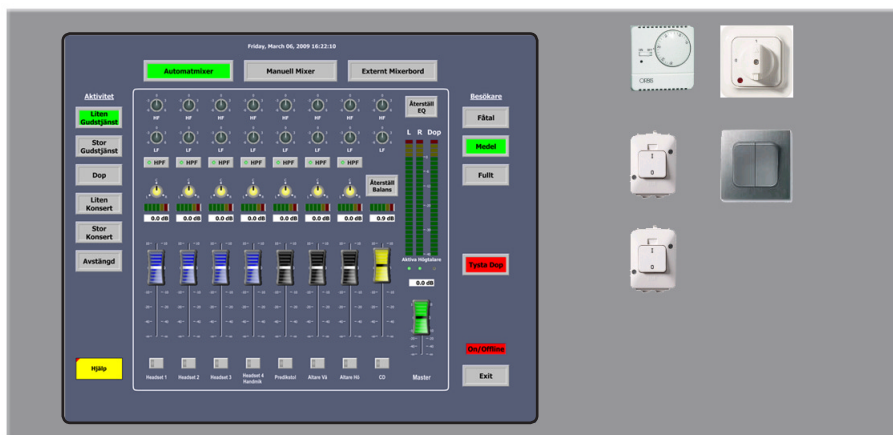 Friday, March 06, 2009 16:22:10
Automatmixer
Manuell Mixer
Externt Mixerbord
Aktivitet
Liten
Gudstjänst
Stor
Gudstjänst
Dop
Liten
Konsert
Stor
Konsert
Avstängd
Hjälp
HF HF HF HF HF HF HF HF
LF LF LF LF LF LF LF LF
HPF HPF HPF HPF HPF HPF HPF
Återställ
EQ
L R Dop
Återställ
Balans
0.0 dB 0.0 dB 0.0 dB 0.0 dB 0.0 dB 0.0 dB 0.0 dB 0.9 dB
Aktiva Högtalare
0.0 dB
Headset 1
Headset 2
Headset 3
Headset 4
Handmik
Predikstol
Altare Vä
Altare Hö
CD
Master
Besökare
Fåtal
Medel
Fullt
Tysta Dop
On/Offline
Exit
ORBIS
I
0
I
0